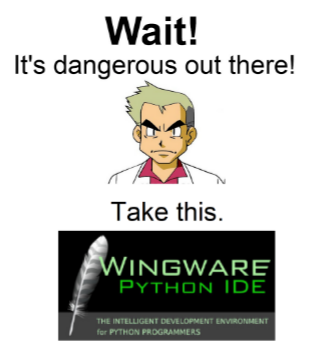 Wait!
It's dangerous out there!
Take this.
WINGWARE
PYTHON IDE
THE INTELLIGENT DEVELOPMENT ENVIRONMENT
for PYTHON PROGRAMMERS